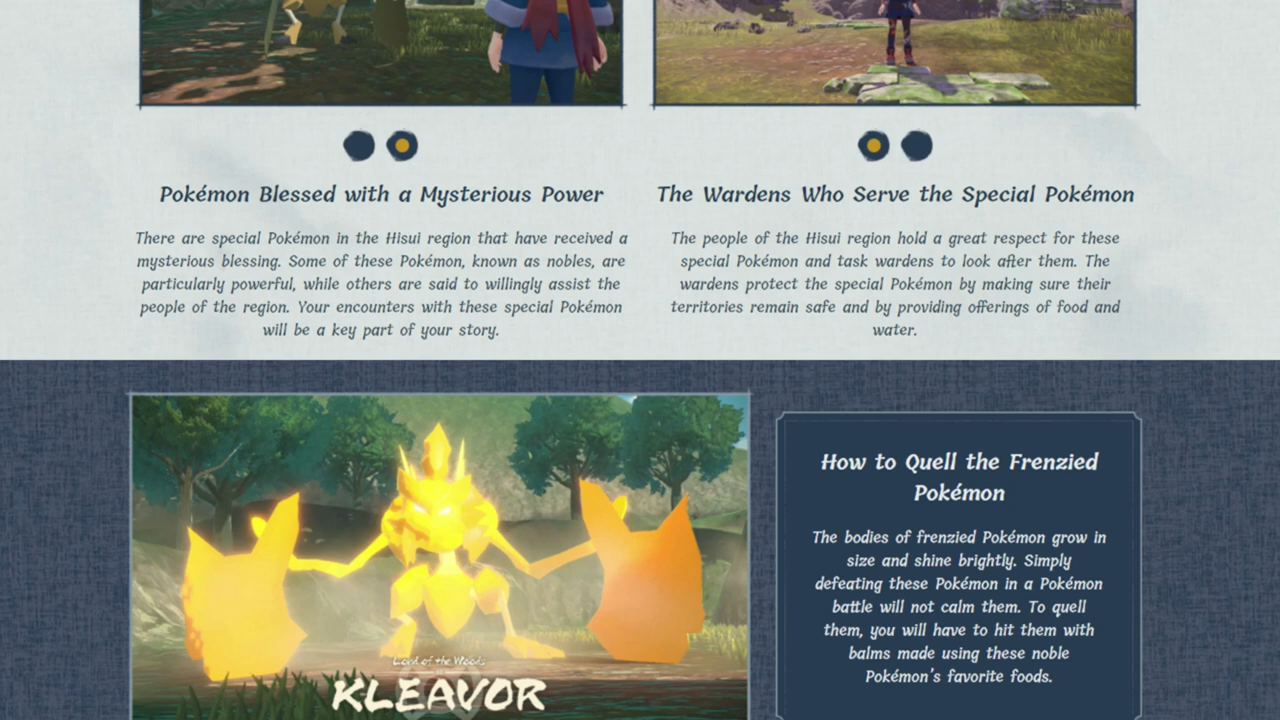 Pokémon Blessed with a Mysterious Power
There are special Pokémon in the Hisui region that have received a
mysterious blessing. Some of these Pokémon, known as nobles, are
particularly powerful, while others are said to willingly assist the
people of the region. Your encounters with these special Pokémon
will be a key part of your story.
The Wardens Who Serve the Special Pokémon
The people of the Hisui region hold a great respect for these
special Pokémon and task wardens to look after them. The
wardens protect the special Pokémon by making sure their
territories remain safe and by providing offerings of food and
water.
Lord of the Woods
KLEAVOR
How to Quell the Frenzied
Pokémon
The bodies of frenzied Pokémon grow in
size and shine brightly. Simply
defeating these Pokémon in a Pokémon
battle will not calm them. To quell
them, you will have to hit them with
balms made using these noble
Pokémon's favorite foods.